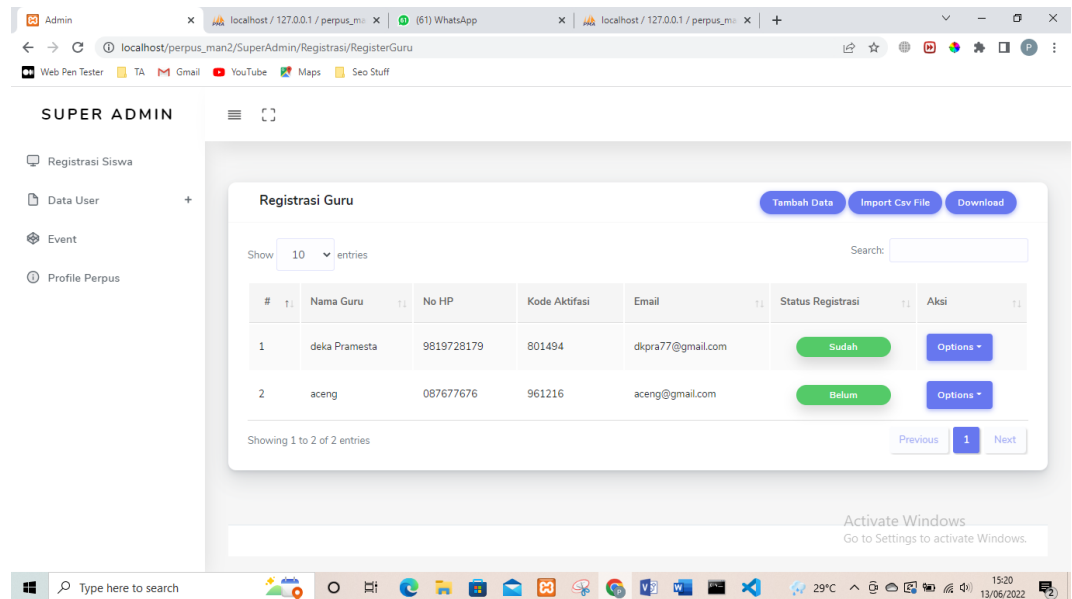 Admin
localhost / 127.0.0.1 / perpus_ma
(61) WhatsApp
localhost / 127.0.0.1 / perpus_ma
localhost/perpus_man2/SuperAdmin/Registrasi/RegisterGuru
P
Web Pen Tester TA Gmail YouTube Maps Seo Stuff
SUPER ADMIN
Registrasi Siswa
Data User +
Event
Profile Perpus
Registrasi Guru
Tambah Data Import Csv File Download
Show 10 entries
Search:
# Nama Guru No HP Kode Aktifasi Email Status Registrasi Aksi
1 deka Pramesta 9819728179 801494 dkpra77@gmail.com Sudah Options
2 aceng 087677676 961216 aceng@gmail.com Belum Options
Showing 1 to 2 of 2 entries
Previous 1 Next
Activate Windows
Go to Settings to activate Windows.
Type here to search
29°C
15:20
13/06/2022
2